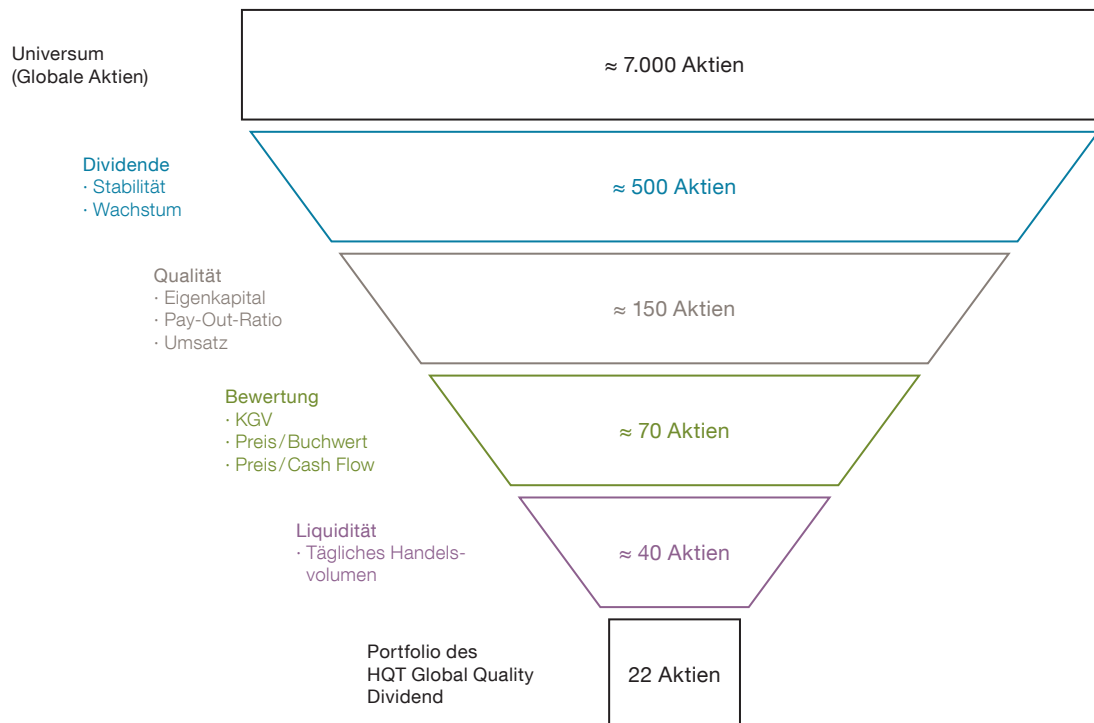 Universum
(Globale Aktien)
≈ 7.000 Aktien
Dividende
· Stabilität
· Wachstum
≈ 500 Aktien
Qualität
· Eigenkapital
· Pay-Out-Ratio
· Umsatz
≈ 150 Aktien
Bewertung
· KGV
· Preis/Buchwert
· Preis/Cash Flow
≈ 70 Aktien
Liquidität
· Tägliches Handels-
volumen
≈ 40 Aktien
Portfolio des
HQT Global Quality
Dividend
22 Aktien